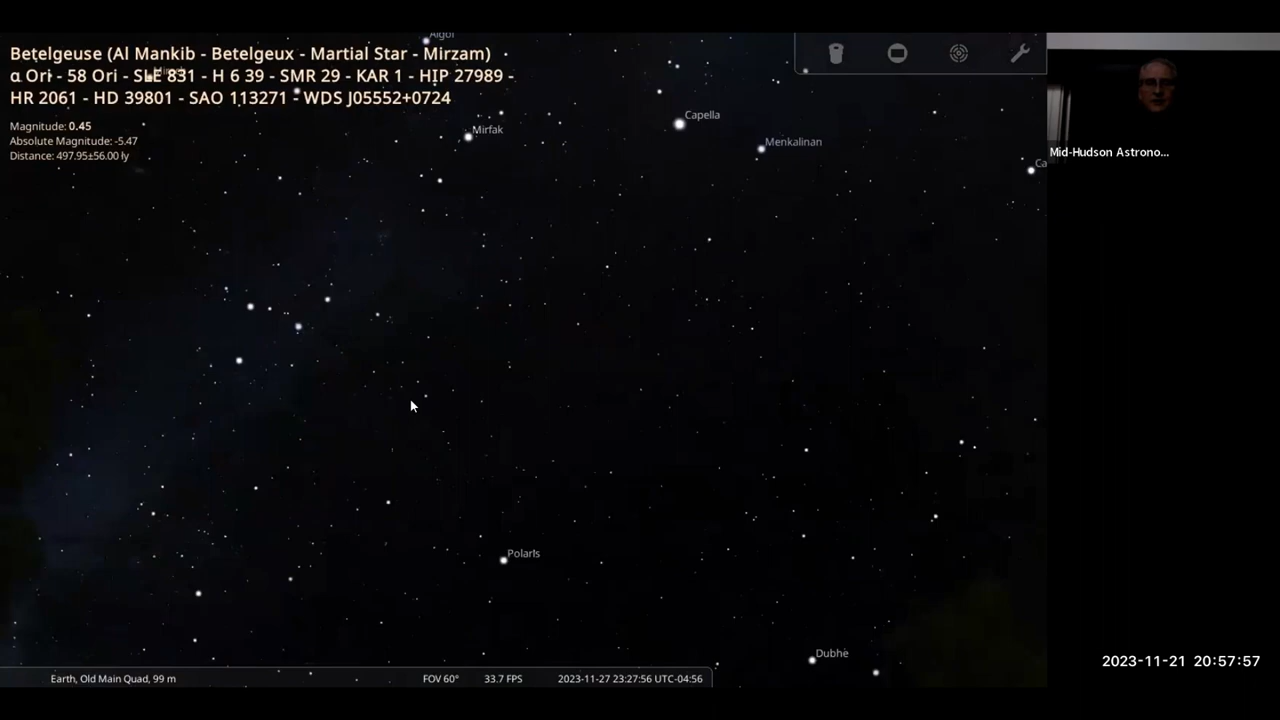 Algol
Betelgeuse (Al Mankib - Betelgeux - Martial Star - Mirzam)
α Ori - 58 Ori - SLE 831 - H 6 39 - SMR 29 - KAR 1 - HIP 27989 -
HR 2061 - HD 39801 - SAO 113271 - WDS J05552+0724
Magnitude: 0.45
Absolute Magnitude: -5.47
Distance: 497.95±56.00 ly
Capella
Mirfak
Menkalinan
Ca
Mid-Hudson Astrono...
Polaris
Dubhe
2023-11-21 20:57:57
Earth, Old Main Quad, 99 m
FOV 60°
33.7 FPS
2023-11-27 23:27:56 UTC-04:56